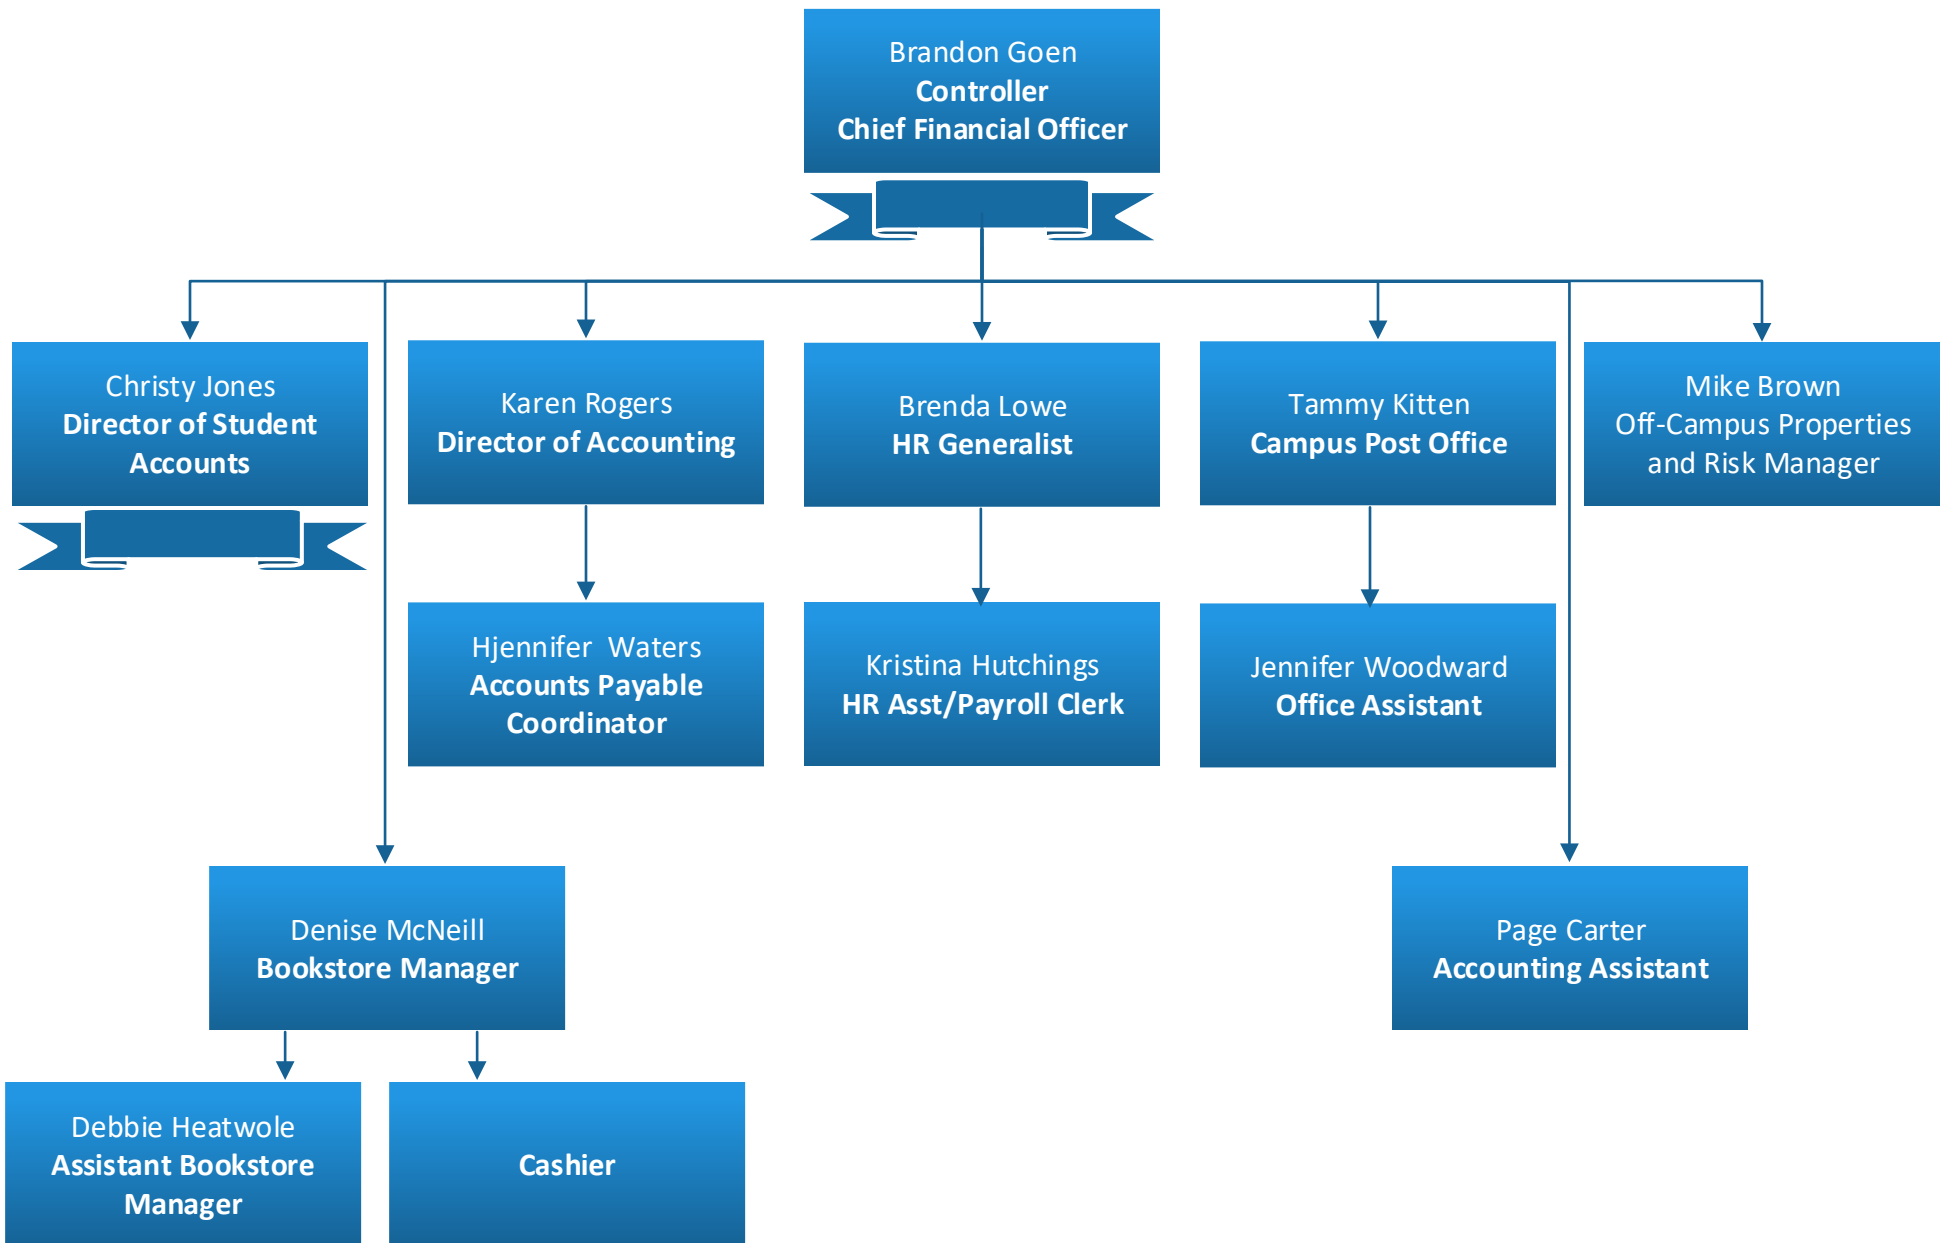 Brandon Goen
Controller
Chief Financial Officer
Christy Jones
Director of Student
Accounts
Karen Rogers
Director of Accounting
Brenda Lowe
HR Generalist
Tammy Kitten
Campus Post Office
Mike Brown
Off-Campus Properties
and Risk Manager
Hjennifer  Waters
Accounts Payable
Coordinator
Kristina Hutchings
HR Asst/Payroll Clerk
Jennifer Woodward
Office Assistant
Denise McNeill
Bookstore Manager
Page Carter
Accounting Assistant
Debbie Heatwole
Assistant Bookstore
Manager
Cashier